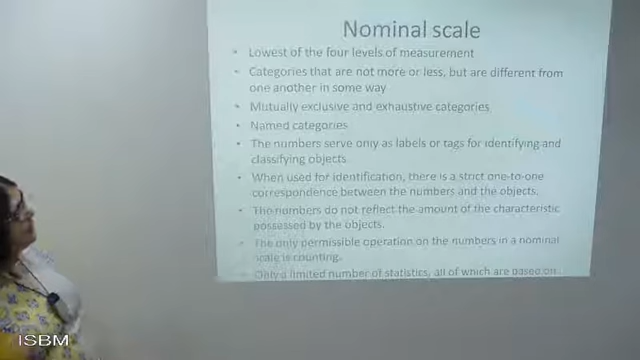 Nominal scale
• Lowest of the four levels of measurement
• Categories that are not more or less, but are different from
one another in some way
• Mutually exclusive and exhaustive categories
• Named categories
• The numbers serve only as labels or tags for identifying and
classifying objects
• When used for identification, there is a strict one-to-one
correspondence between the numbers and the objects.
• The numbers do not reflect the amount of the characteristic
possessed by the objects.
• The only permissible operation on the numbers in a nominal
scale is counting.
• Only a limited number of statistics, all of which are based on
ISBM